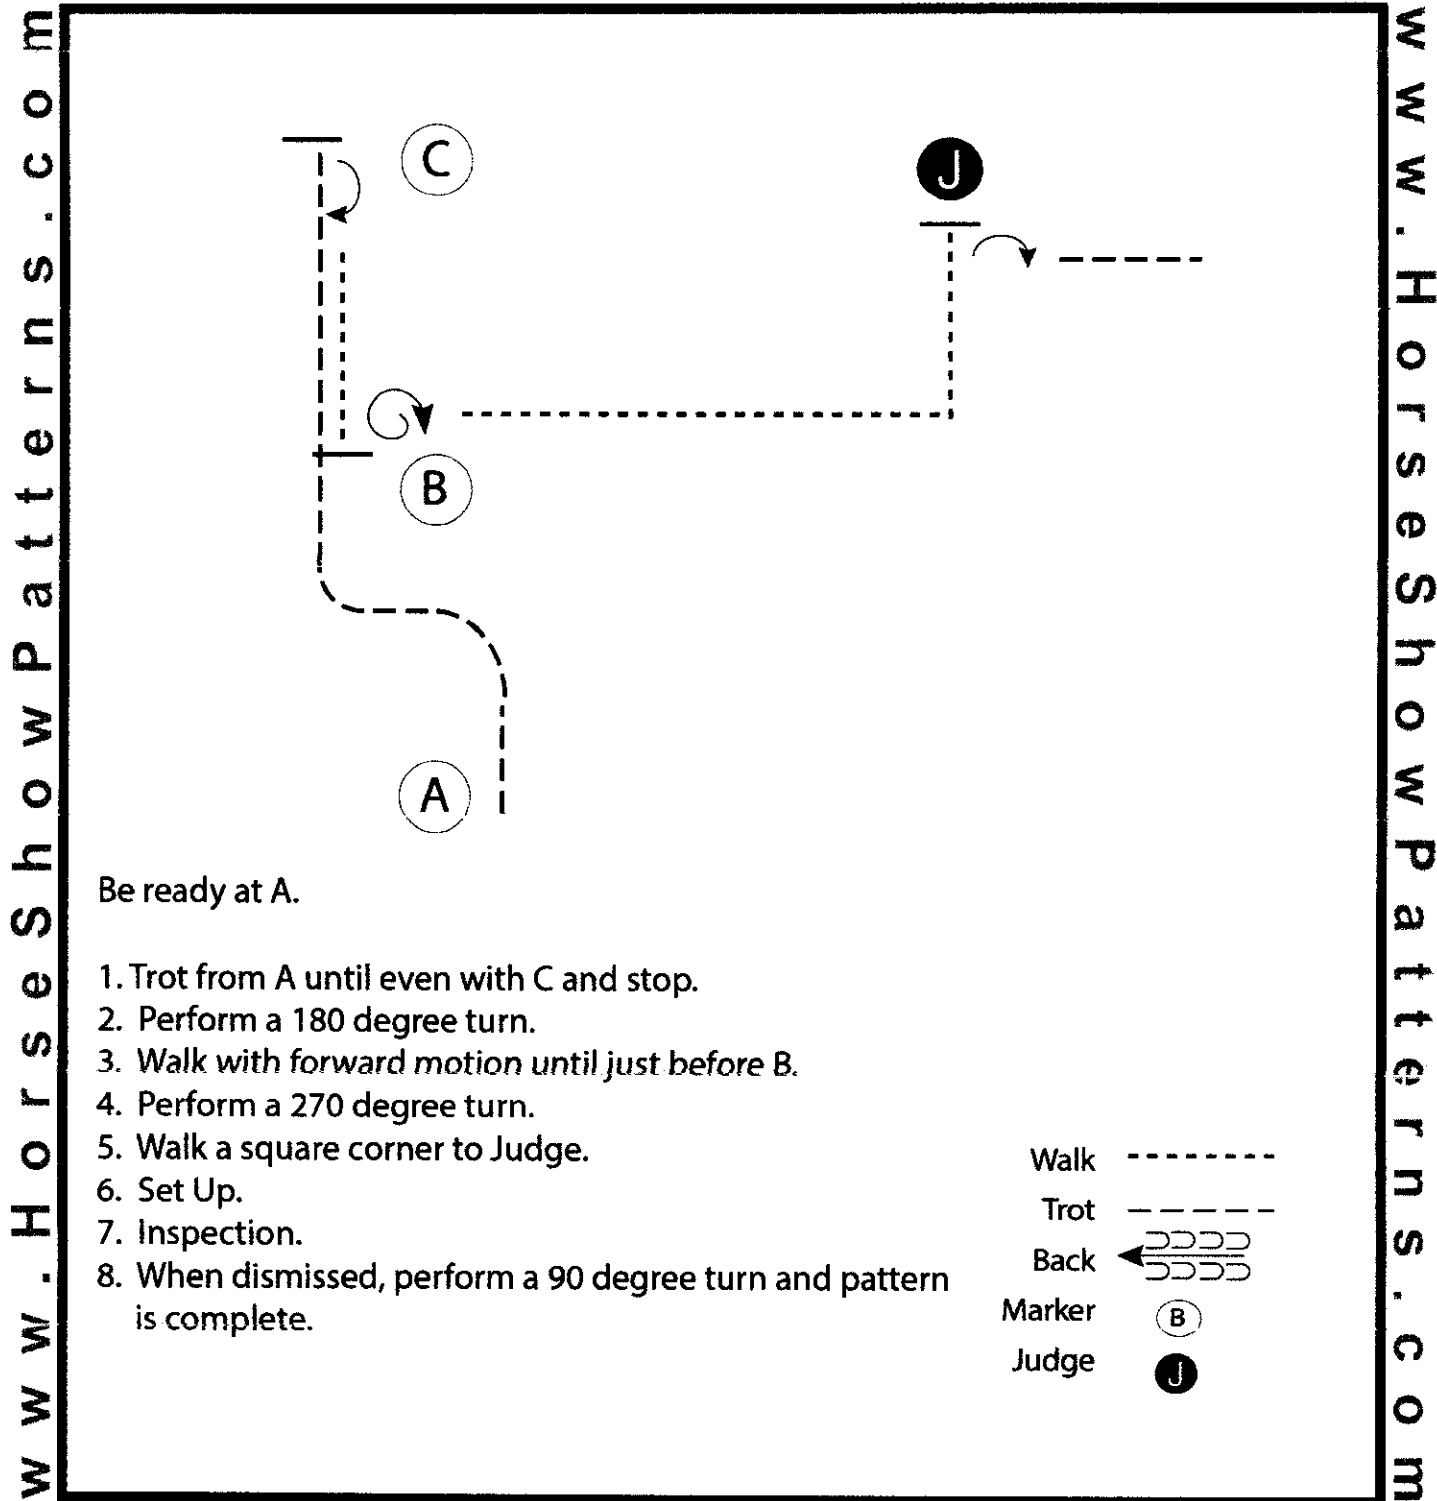 www.HorseShowPatterns.com
www.HorseShowPatterns.com
C
J
B
A
Be ready at A.
1. Trot from A until even with C and stop.
2. Perform a 180 degree turn.
3. Walk with forward motion until just before B.
4. Perform a 270 degree turn.
5. Walk a square corner to Judge.
6. Set Up.
7. Inspection.
8. When dismissed, perform a 90 degree turn and pattern
is complete.
Walk
Trot
Back
Marker B
Judge J